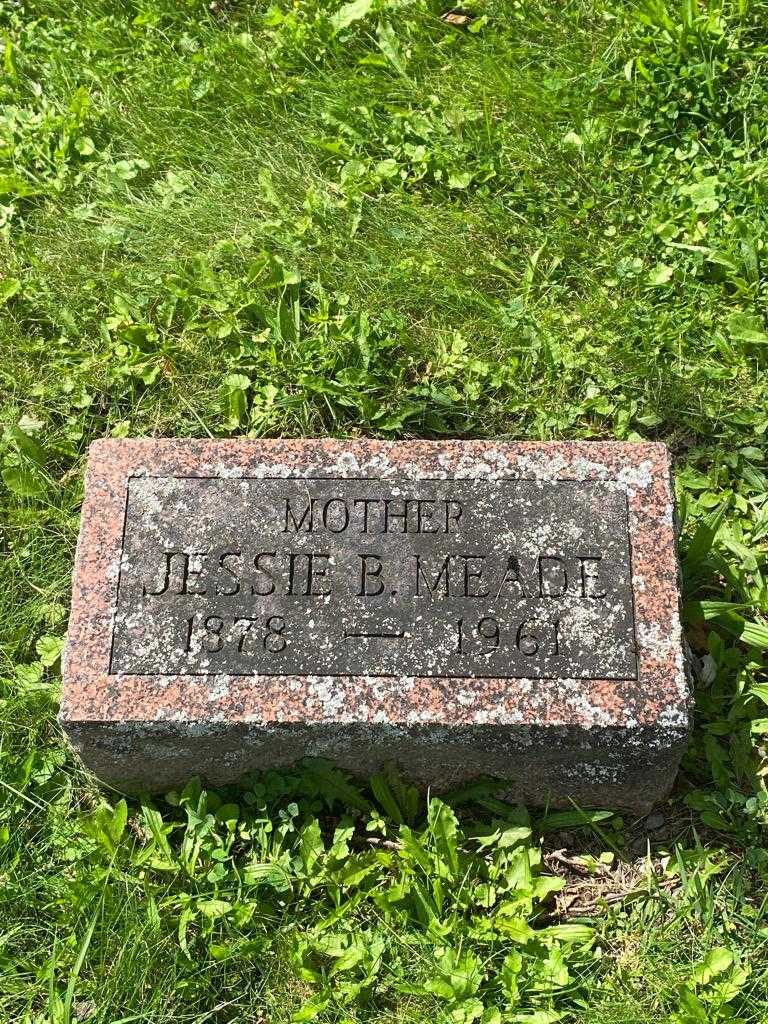 MOTHER
JESSIE B. MEADE
1878 — 1961